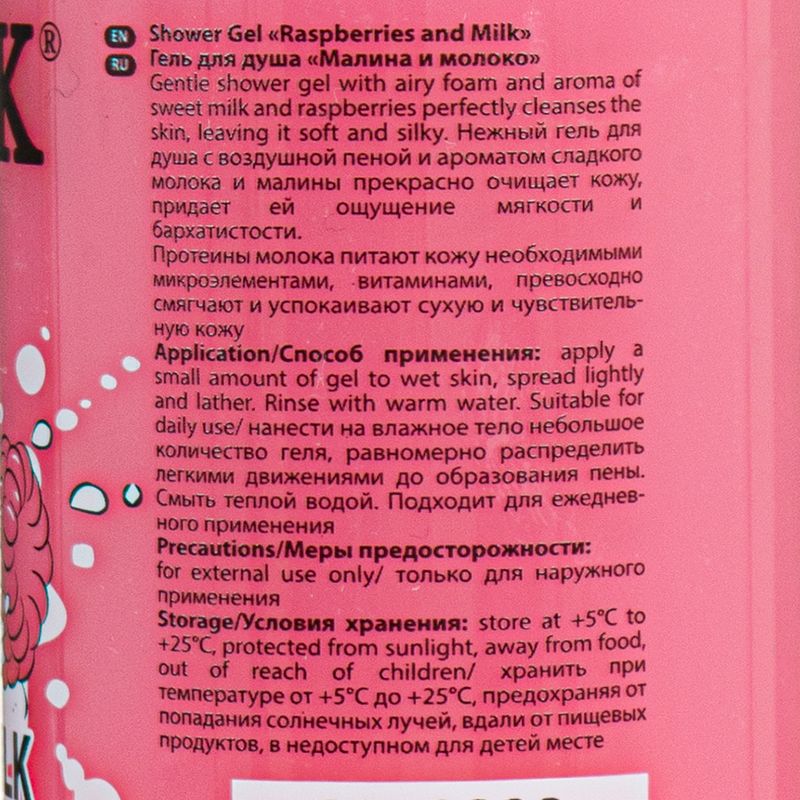 K®
EN Shower Gel «Raspberries and Milk»
RU Гель для душа «Малина и молоко»
Gentle shower gel with airy foam and aroma of
sweet milk and raspberries perfectly cleanses the
skin, leaving it soft and silky. Нежный гель для
душа с воздушной пеной и ароматом сладкого
молока и малины прекрасно очищает кожу,
придает ей ощущение мягкости и
бархатистости.
Протеины молока питают кожу необходимыми
микроэлементами, витаминами, превосходно
смягчают и успокаивают сухую и чувствитель-
ную кожу
Application/Способ применения: apply a
small amount of gel to wet skin, spread lightly
and lather. Rinse with warm water. Suitable for
daily use/ нанести на влажное тело небольшое
количество геля, равномерно распределить
легкими движениями до образования пены.
Смыть теплой водой. Подходит для ежеднев-
ного применения
Precautions/Меры предосторожности:
for external use only/ только для наружного
применения
Storage/Условия хранения: store at +5°C to
+25°C, protected from sunlight, away from food,
out of reach of children/ хранить при
температуре от +5°C до +25°C, предохраняя от
попадания солнечных лучей, вдали от пищевых
продуктов, в недоступном для детей месте
LK